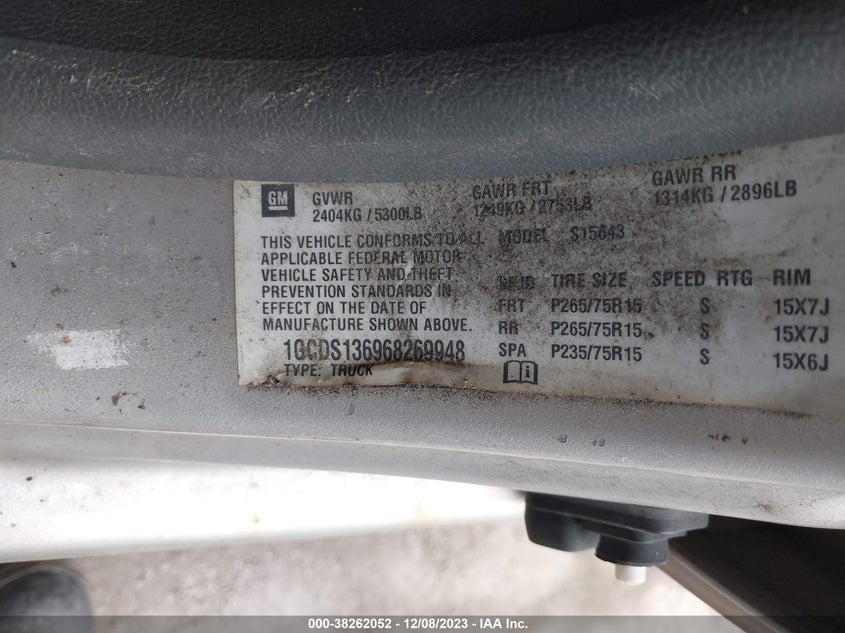 GM
GVWR
2404KG / 5300LB
GAWR FRT
1249KG / 2753LB
GAWR RR
1314KG / 2896LB
THIS VEHICLE CONFORMS TO ALL
APPLICABLE FEDERAL MOTOR
VEHICLE SAFETY AND THEFT
PREVENTION STANDARDS IN
EFFECT ON THE DATE OF
MANUFACTURE SHOWN ABOVE.
1GCDS136968269948
TYPE: TRUCK
MODEL S15643
TIRE SIZE SPEED RTG RIM
FRT P265/75R15 S 15X7J
RR P265/75R15 S 15X7J
SPA P235/75R15 S 15X6J
000-38262052 / 12/08/2023 - IAA Inc.